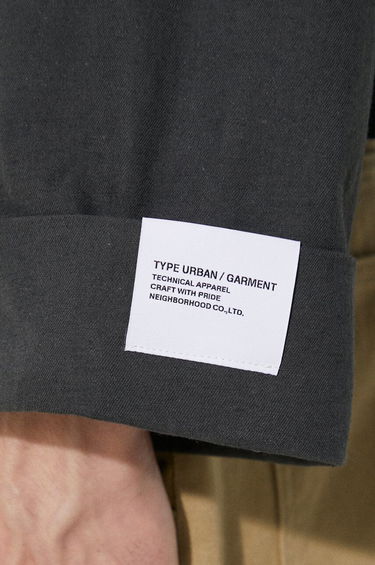 TYPE URBAN / GARMENT
TECHNICAL APPAREL
CRAFT WITH PRIDE
NEIGHBORHOOD CO.,LTD.